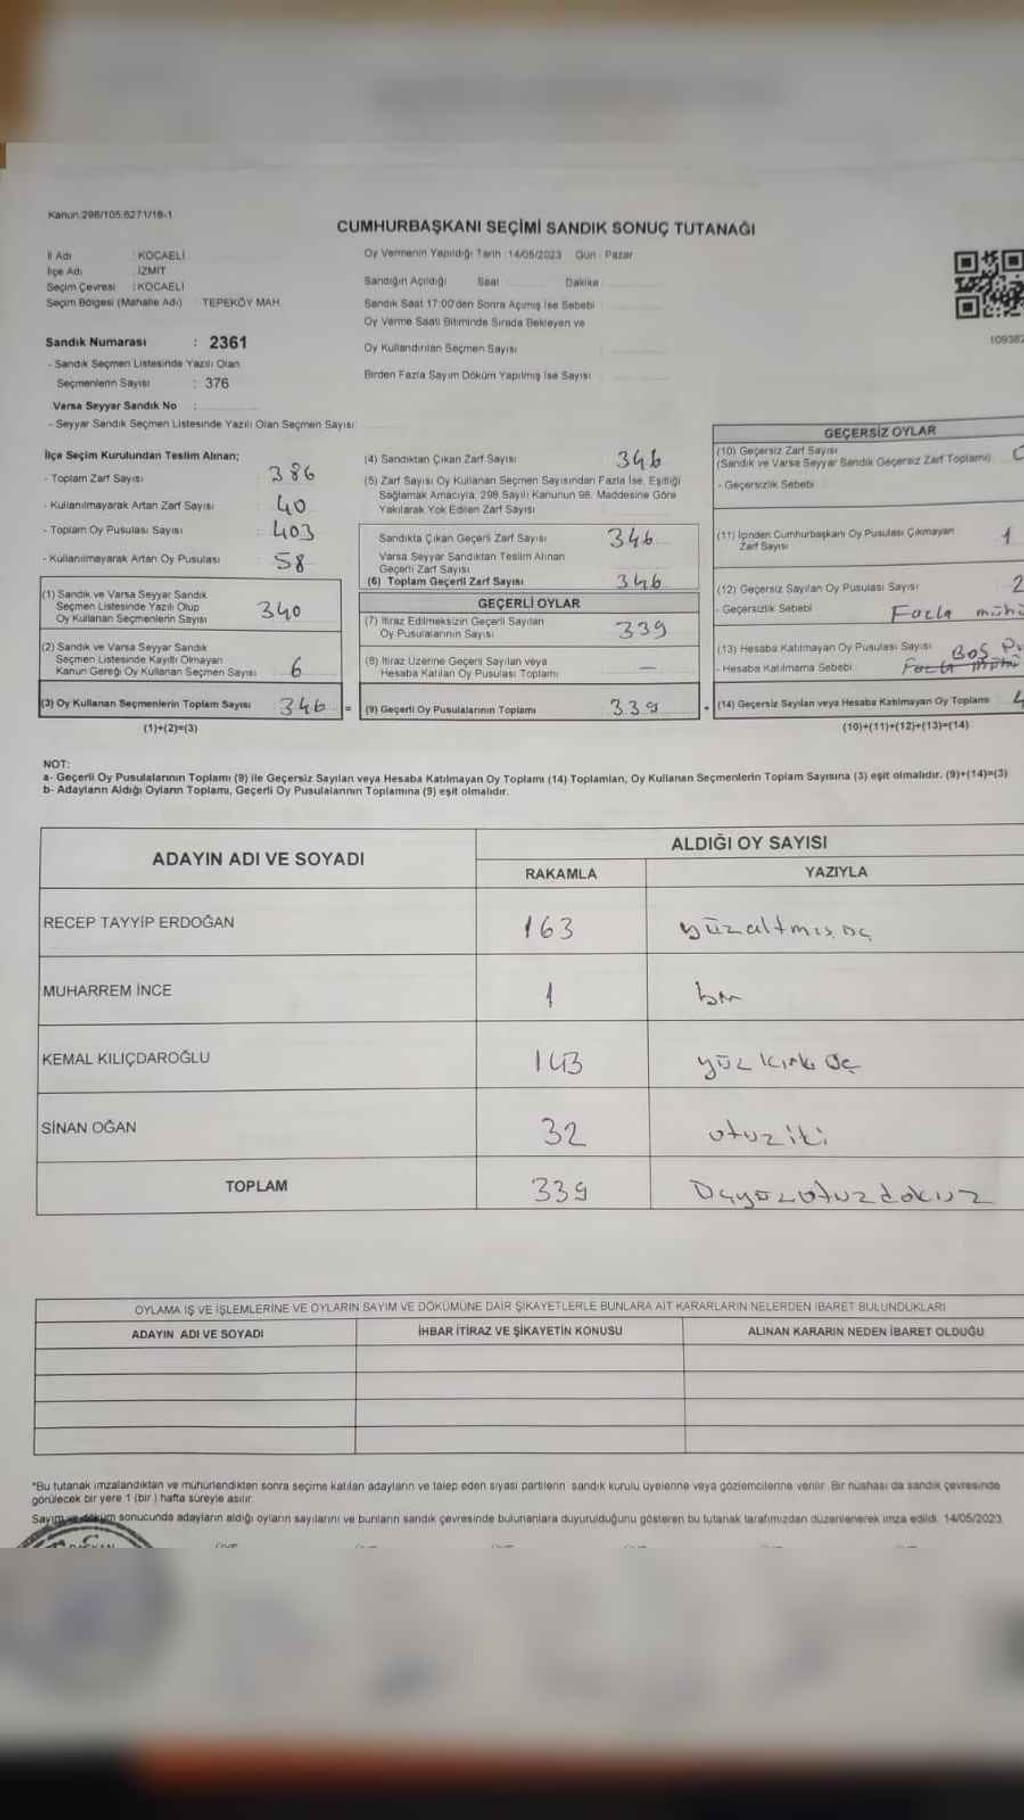 Kanun:298/105.6271/18-1
CUMHURBAŞKANI SEÇİMİ SANDIK SONUÇ TUTANAĞI
İl Adı : KOCAELİ
İlçe Adı : İZMİT
Seçim Çevresi : KOCAELİ
Seçim Bölgesi (Mahalle Adı) TEPEKÖY MAH.
Oy Vermenin Yapıldığı Tarih :14/05/2023 Gün : Pazar
Sandığın Açıldığı Saat Dakika
Sandık Saat 17:00'den Sonra Açılmış İse Sebebi
Oy Verme Saati Bitiminde Sırada Bekleyen ve
Oy Kullandırılan Seçmen Sayısı
Birden Fazla Sayım Döküm Yapılmış İse Sayısı
109382
Sandık Numarası : 2361
- Sandık Seçmen Listesinde Yazılı Olan
Seçmenlerin Sayısı : 376
Varsa Seyyar Sandık No :
- Seyyar Sandık Seçmen Listesinde Yazılı Olan Seçmen Sayısı
İlçe Seçim Kurulundan Teslim Alınan;
- Toplam Zarf Sayısı : 386
- Kullanılmayarak Artan Zarf Sayısı : 40
- Toplam Oy Pusulası Sayısı : 403
- Kullanılmayarak Artan Oy Pusulası : 58
(1) Sandık ve Varsa Seyyar Sandık
Seçmen Listesinde Yazılı Olup
Oy Kullanan Seçmenlerin Sayısı 340
(2) Sandık ve Varsa Seyyar Sandık
Seçmen Listesinde Kayıtlı Olmayan
Kanun Gereği Oy Kullanan Seçmen Sayısı 6
(3) Oy Kullanan Seçmenlerin Toplam Sayısı 346 =
(1)+(2)=(3)
(4) Sandıktan Çıkan Zarf Sayısı 346
(5) Zarf Sayısı Oy Kullanan Seçmen Sayısından Fazla İse, Eşitliği
Sağlamak Amacıyla, 298 Sayılı Kanunun 98. Maddesine Göre
Yakılarak Yok Edilen Zarf Sayısı
Sandıkta Çıkan Geçerli Zarf Sayısı 346
Varsa Seyyar Sandıktan Teslim Alınan
Geçerli Zarf Sayısı
(6) Toplam Geçerli Zarf Sayısı 346
GEÇERLİ OYLAR
(7) İtiraz Edilmeksizin Geçerli Sayılan
Oy Pusulalarının Sayısı 339
(8) İtiraz Üzerine Geçerli Sayılan veya
Hesaba Katılan Oy Pusulası Toplamı —
(9) Geçerli Oy Pusulalarının Toplamı 339 +
GEÇERSİZ OYLAR
(10) Geçersiz Zarf Sayısı
(Sandık ve Varsa Seyyar Sandık Geçersiz Zarf Toplamı)
- Geçersizlik Sebebi
(11) İçinden Cumhurbaşkanı Oy Pusulası Çıkmayan
Zarf Sayısı 1
(12) Geçersiz Sayılan Oy Pusulası Sayısı 2
- Geçersizlik Sebebi Fazla mühü
(13) Hesaba Katılmayan Oy Pusulası Sayısı Boş Pu
- Hesaba Katılmama Sebebi Fazla
(14) Geçersiz Sayılan veya Hesaba Katılmayan Oy Toplamı 4
(10)+(11)+(12)+(13)=(14)
NOT:
a- Geçerli Oy Pusulalarının Toplamı (9) ile Geçersiz Sayılan veya Hesaba Katılmayan Oy Toplamı (14) Toplamları, Oy Kullanan Seçmenlerin Toplam Sayısına (3) eşit olmalıdır. (9)+(14)=(3)
b- Adayların Aldığı Oyların Toplamı, Geçerli Oy Pusulalarının Toplamına (9) eşit olmalıdır.
ADAYIN ADI VE SOYADI
ALDIĞI OY SAYISI
RAKAMLA YAZIYLA
RECEP TAYYİP ERDOĞAN 163 yüzaltmış üç
MUHARREM İNCE 1 bir
KEMAL KILIÇDAROĞLU 143 yüz kırk üç
SİNAN OĞAN 32 otuziki
TOPLAM 339 Üçyüzotuzdokuz
OYLAMA İŞ VE İŞLEMLERİNE VE OYLARIN SAYIM VE DÖKÜMÜNE DAİR ŞİKAYETLERLE BUNLARA AİT KARARLARIN NELERDEN İBARET BULUNDUKLARI
ADAYIN ADI VE SOYADI İHBAR İTİRAZ VE ŞİKAYETİN KONUSU ALINAN KARARIN NEDEN İBARET OLDUĞU
*Bu tutanak imzalandıktan ve mühürlendikten sonra seçime katılan adayların ve talep eden siyasi partilerin sandık kurulu üyelerine veya gözlemcilerine verilir. Bir nüshası da sandık çevresinde
görülecek bir yere 1 (bir) hafta süreyle asılır.
Sayım ve döküm sonucunda adayların aldığı oyların sayılarını ve bunların sandık çevresinde bulunanlara duyurulduğunu gösteren bu tutanak tarafımızdan düzenlenerek imza edildi. 14/05/2023